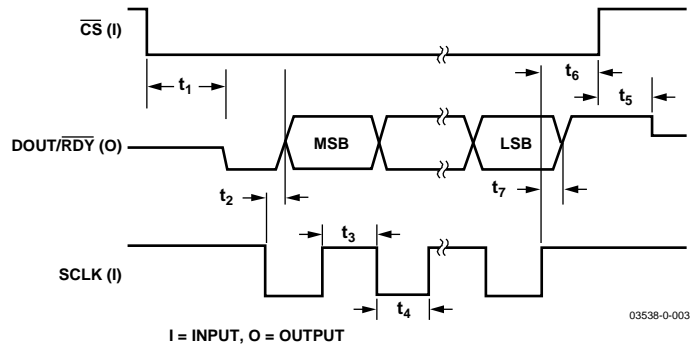 CS (I)
t1
t6
t5
DOUT/RDY (O)
MSB
LSB
t2
t7
t3
SCLK (I)
t4
03538-0-003
I = INPUT, O = OUTPUT